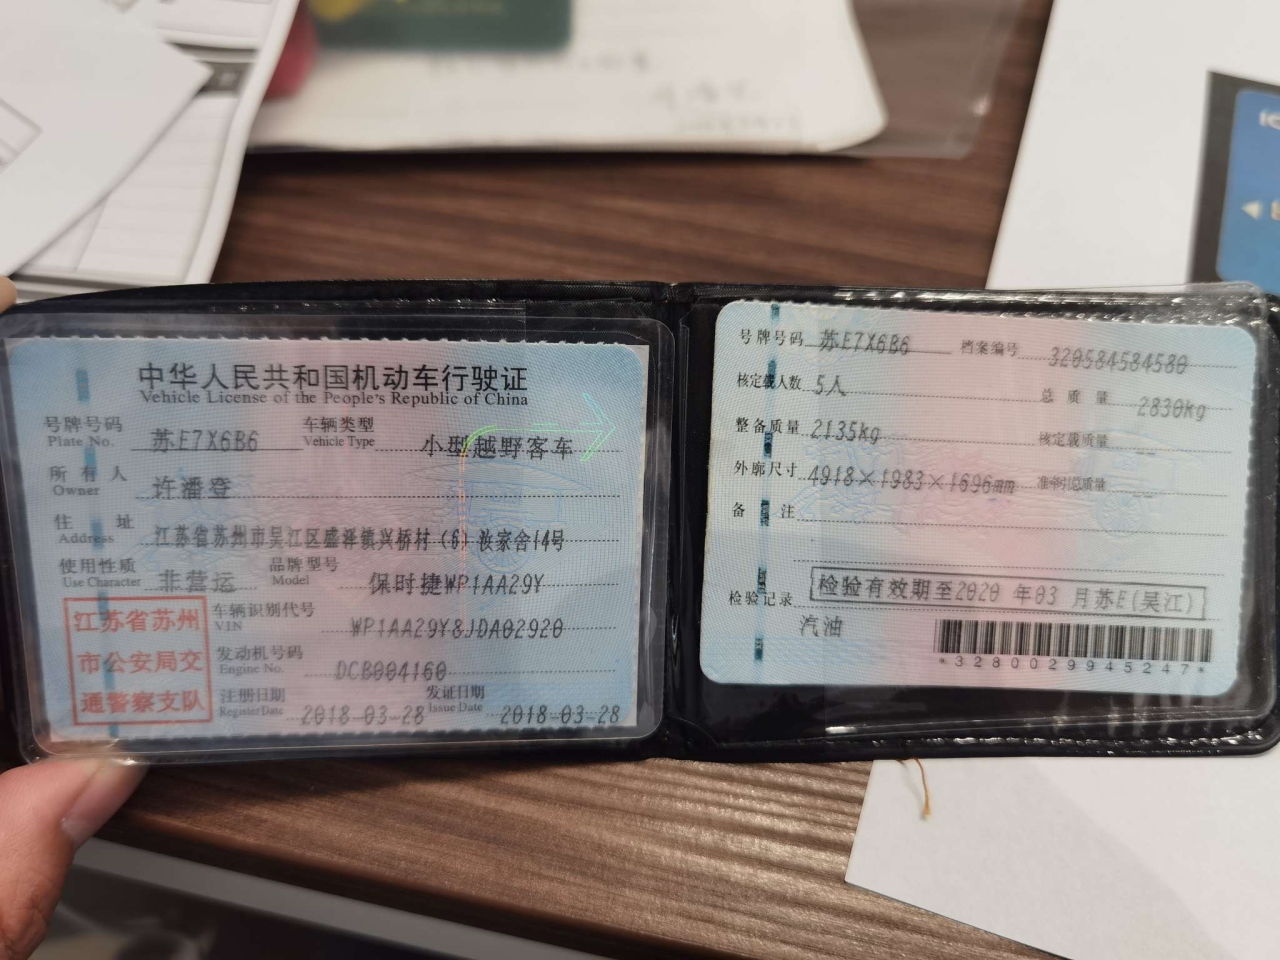 中华人民共和国机动车行驶证
Vehicle License of the People's Republic of China
号牌号码 苏E7X6B6 车辆类型 小型越野客车
Plate No. Vehicle Type
所有人 许潘登
Owner
住址 江苏省苏州市吴江区盛泽镇兴桥村(6)汝家舍14号
Address
使用性质 非营运 品牌型号 保时捷WP1AA29Y
Use Character Model
江苏省苏州
市公安局交
通警察支队
车辆识别代号 WP1AA29Y8JDA02920
VIN
发动机号码 DCB004160
Engine No.
注册日期 2018-03-28 发证日期 2018-03-28
Register Date Issue Date
号牌号码 苏E7X6B6 档案编号 320584584580
核定载人数 5人 总质量 2830kg
整备质量 2135kg 核定载质量
外廓尺寸 4918×1983×1696mm 准牵引总质量
备注
检验记录 检验有效期至2020年03月苏E(吴江)
汽油
*3280029945247*